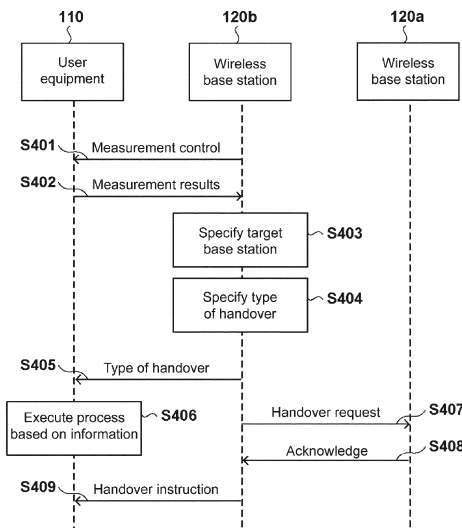 110
120b
120a
User
equipment
Wireless
base station
Wireless
base station
S401
Measurement control
S402
Measurement results
Specify target
base station
S403
Specify type
of handover
S404
S405
Type of handover
Execute process
based on information
S406
Handover request
S407
Acknowledge
S408
S409
Handover instruction